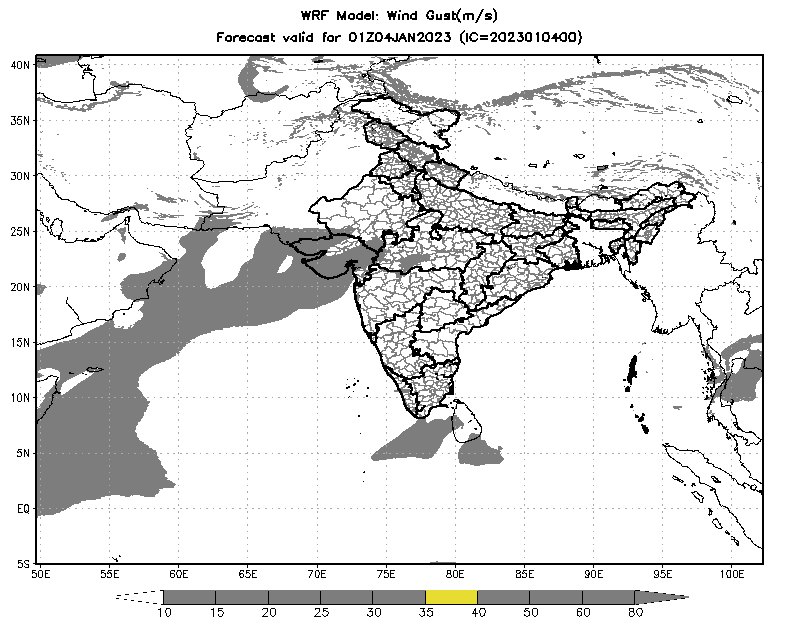 WRF Model: Wind Gust(m/s)
Forecast valid for 01Z04JAN2023 (IC=2023010400)
40N
35N
30N
25N
20N
15N
10N
5N
EQ
5S
50E 55E 60E 65E 70E 75E 80E 85E 90E 95E 100E
10 15 20 25 30 35 40 50 60 80